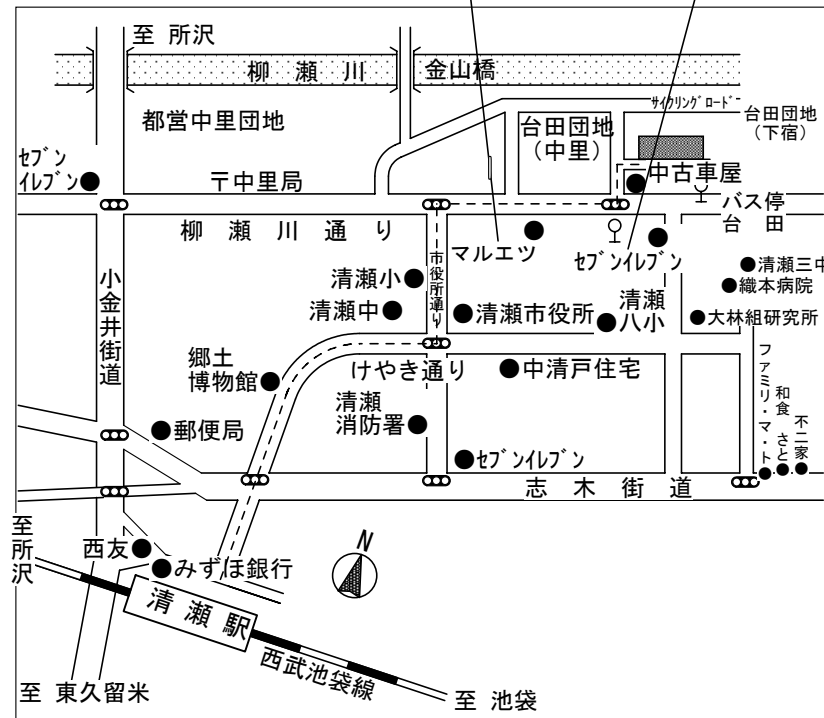 至 所沢
柳瀬川
金山橋
サイクリングロード
都営中里団地
台田団地
(中里)
台田団地
(下宿)
セブン
イレブン
〒中里局
中古車屋
バス停
台田
柳瀬川通り
マルエツ
セブンイレブン
市役所通り
清瀬小
清瀬中
清瀬市役所
清瀬
八小
清瀬三中
織本病院
大林組研究所
小金井街道
郷土
博物館
けやき通り
中清戸住宅
ファミリ・マ・ト
和食 さと
不二家
郵便局
清瀬
消防署
セブンイレブン
志木街道
至所沢
西友
みずほ銀行
N
清瀬駅
西武池袋線
至 東久留米
至 池袋